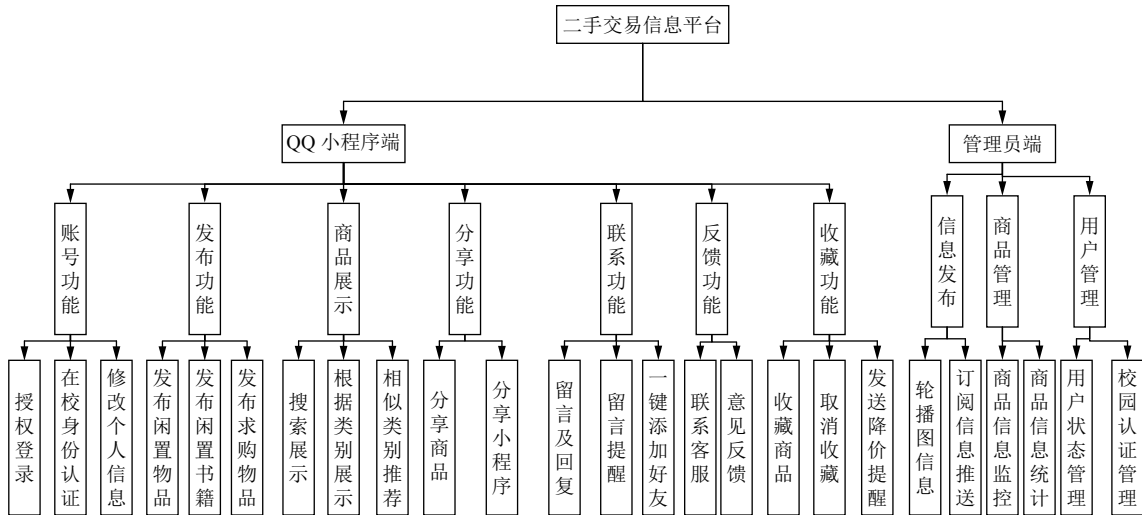 二手交易信息平台
QQ 小程序端
管理员端
账号功能
发布功能
商品展示
分享功能
联系功能
反馈功能
收藏功能
信息发布
商品管理
用户管理
授权登录
在校身份认证
修改个人信息
发布闲置物品
发布闲置书籍
发布求购物品
搜索展示
根据类别展示
相似类别推荐
分享商品
分享小程序
留言及回复
留言提醒
一键添加好友
联系客服
意见反馈
收藏商品
取消收藏
发送降价提醒
轮播图信息
订阅信息推送
商品信息监控
商品信息统计
用户状态管理
校园认证管理